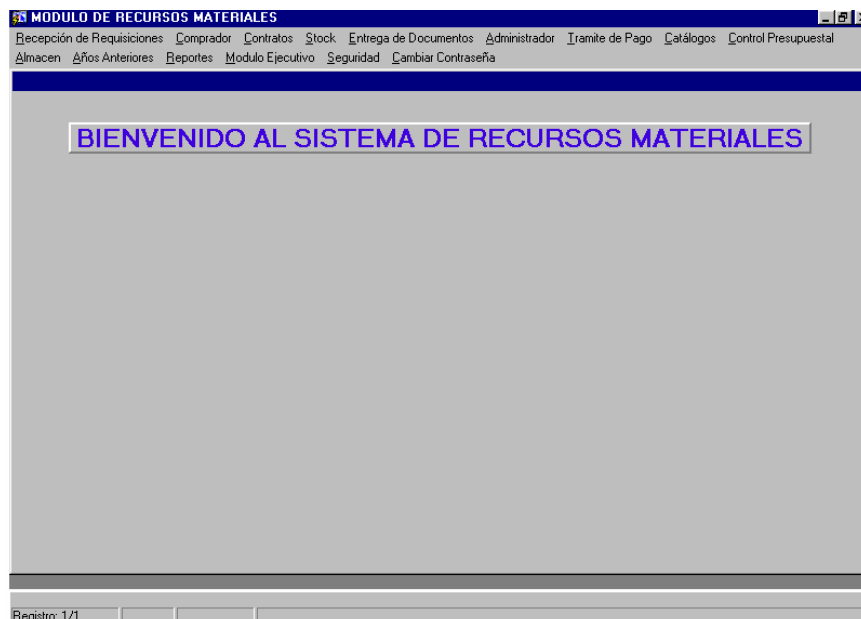 MODULO DE RECURSOS MATERIALES
Recepción de Requisiciones Comprador Contratos Stock Entrega de Documentos Administrador Tramite de Pago Catálogos Control Presupuestal
Almacen Años Anteriores Reportes Modulo Ejecutivo Seguridad Cambiar Contraseña
BIENVENIDO AL SISTEMA DE RECURSOS MATERIALES
Registro: 1/1